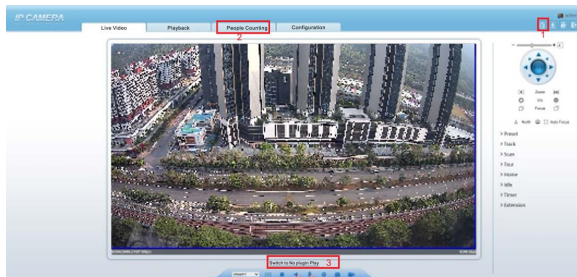 IP CAMERA
Live Video
Playback
People Counting
Configuration
1
2
Zoom
Iris
Focus
North
Auto Focus
> Preset
> Track
> Scan
> Tour
> Home
> Idle
> Timer
> Extension
Switch to No plugin Play
3